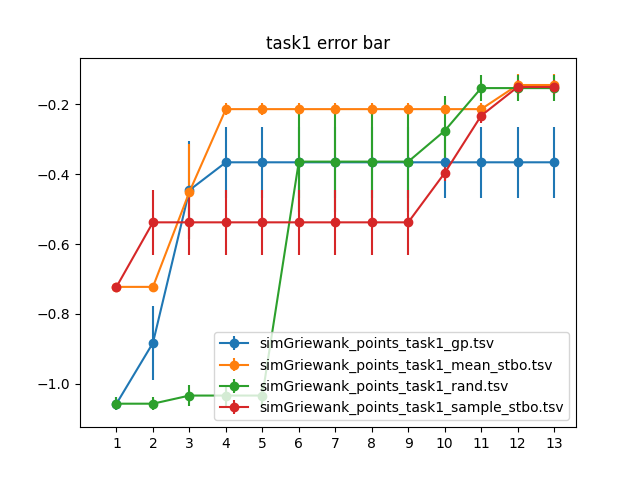 task1 error bar
−0.2
−0.4
−0.6
−0.8
−1.0
simGriewank_points_task1_gp.tsv
simGriewank_points_task1_mean_stbo.tsv
simGriewank_points_task1_rand.tsv
simGriewank_points_task1_sample_stbo.tsv
1 2 3 4 5 6 7 8 9 10 11 12 13